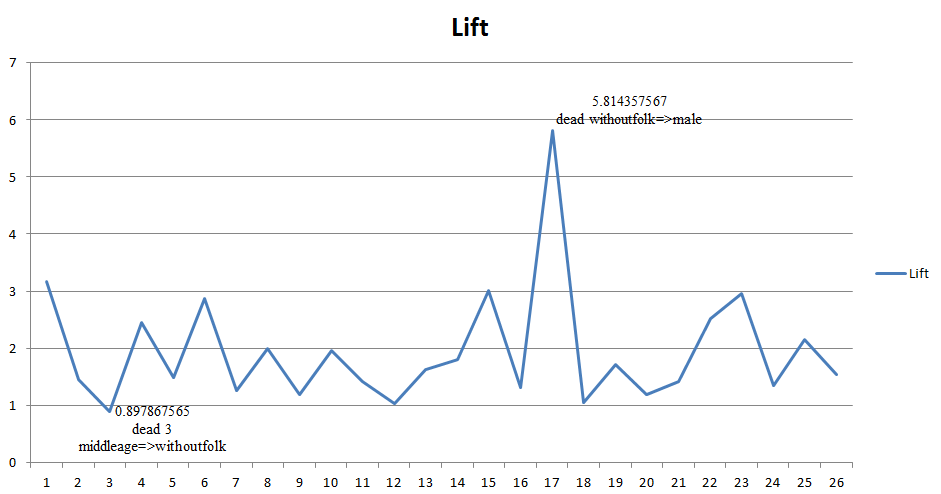 Lift
7
6
5
4
3
2
1
0
5.814357567
dead withoutfolk=>male
0.897867565
dead 3
middleage=>withoutfolk
Lift
1 2 3 4 5 6 7 8 9 10 11 12 13 14 15 16 17 18 19 20 21 22 23 24 25 26